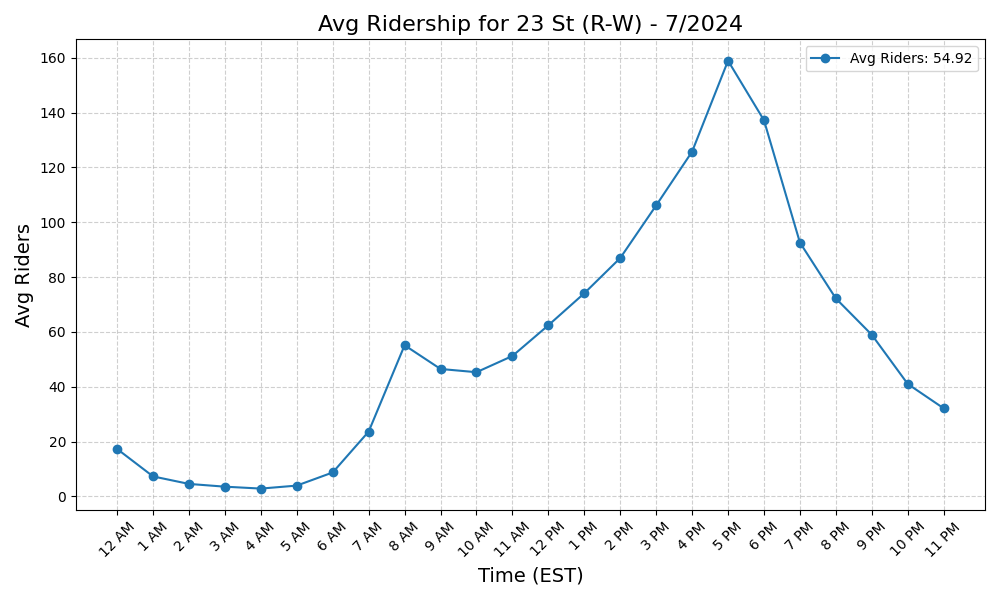 Avg Ridership for 23 St (R-W) - 7/2024
Avg Riders: 54.92
Avg Riders
160
140
120
100
80
60
40
20
0
12 AM
1 AM
2 AM
3 AM
4 AM
5 AM
6 AM
7 AM
8 AM
9 AM
10 AM
11 AM
12 PM
1 PM
2 PM
3 PM
4 PM
5 PM
6 PM
7 PM
8 PM
9 PM
10 PM
11 PM
Time (EST)